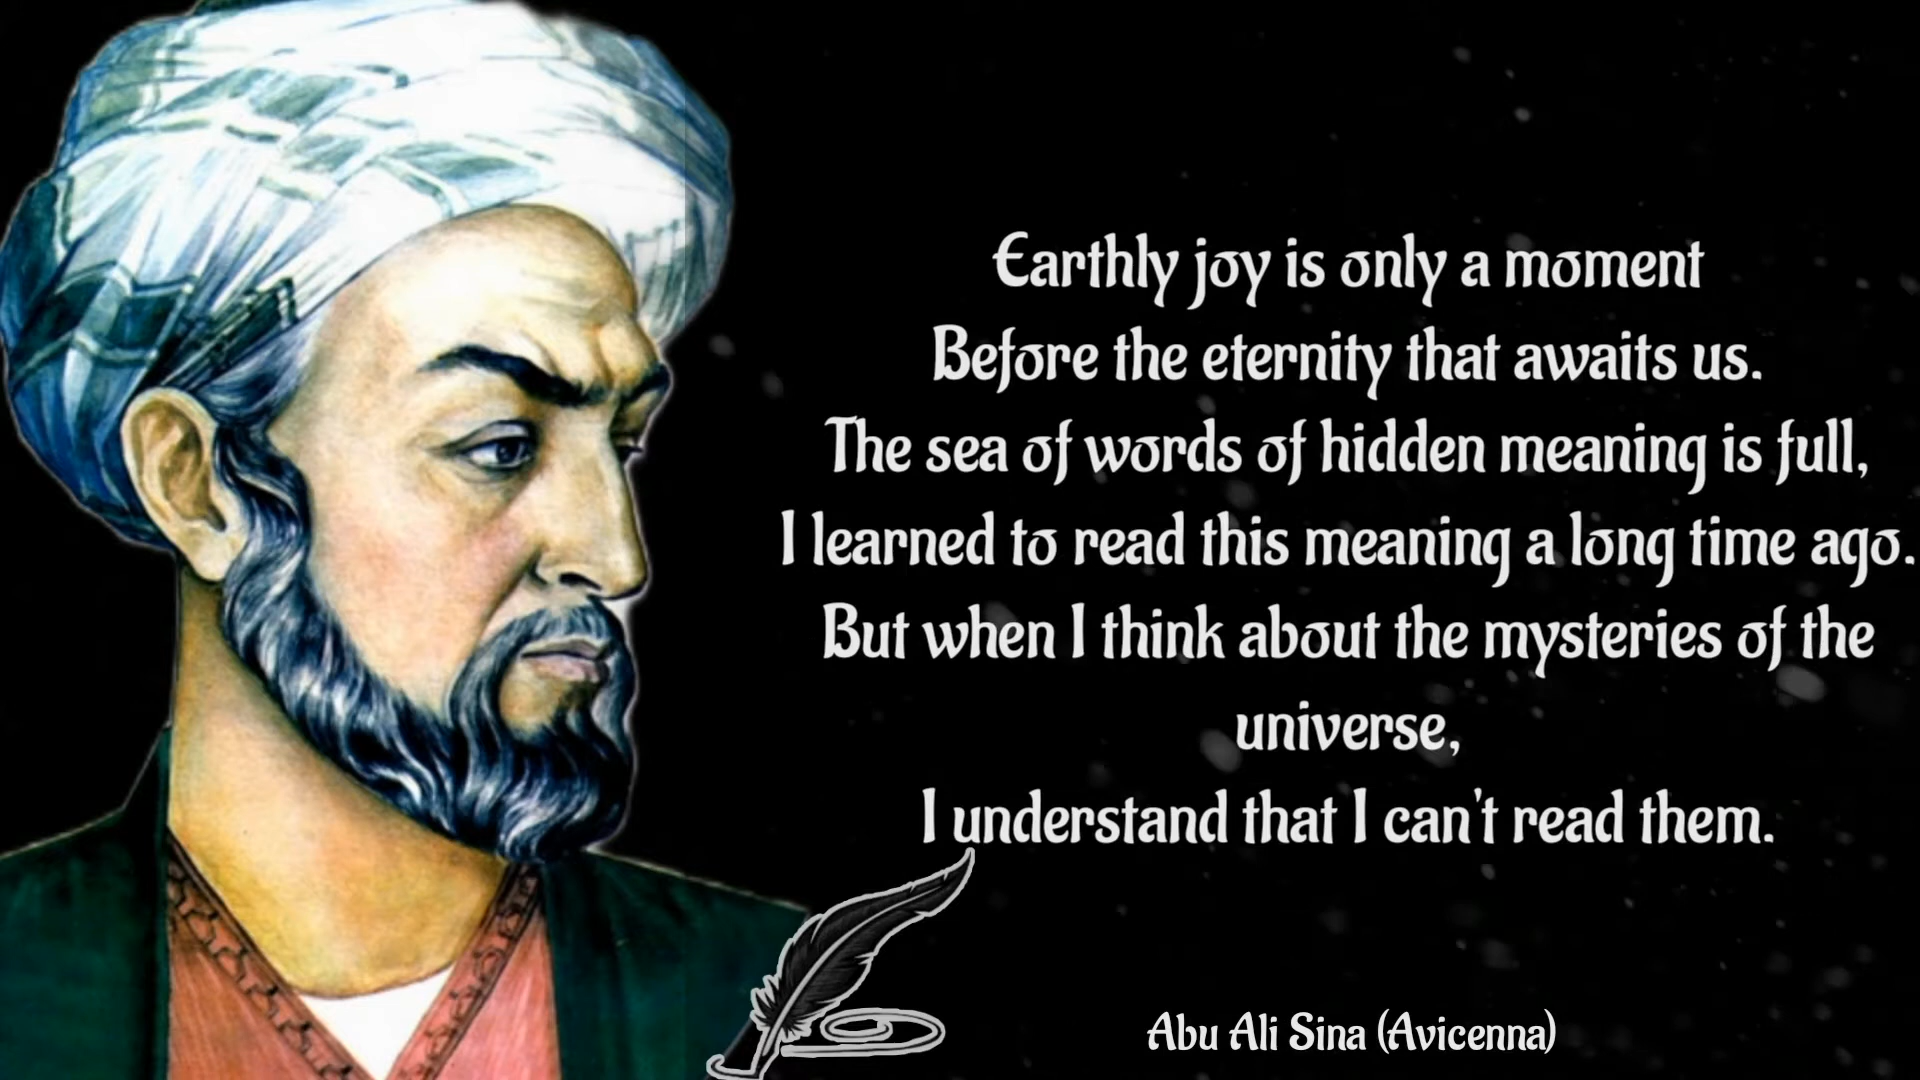 Earthly joy is only a moment
Before the eternity that awaits us.
The sea of words of hidden meaning is full,
I learned to read this meaning a long time ago.
But when I think about the mysteries of the
universe,
I understand that I can't read them.
Abu Ali Sina (Avicenna)